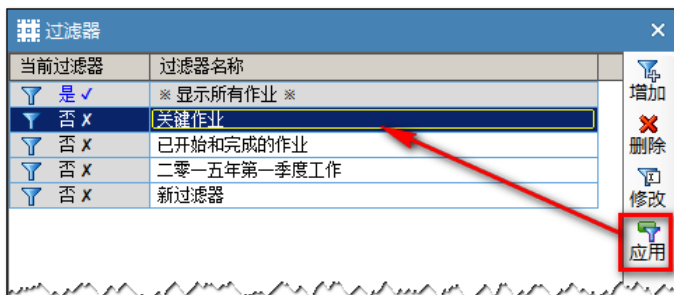 过滤器
当前过滤器 过滤器名称
是✓ ※ 显示所有作业 ※
否✗ 关键作业
否✗ 已开始和完成的作业
否✗ 二零一五年第一季度工作
否✗ 新过滤器
增加
删除
修改
应用